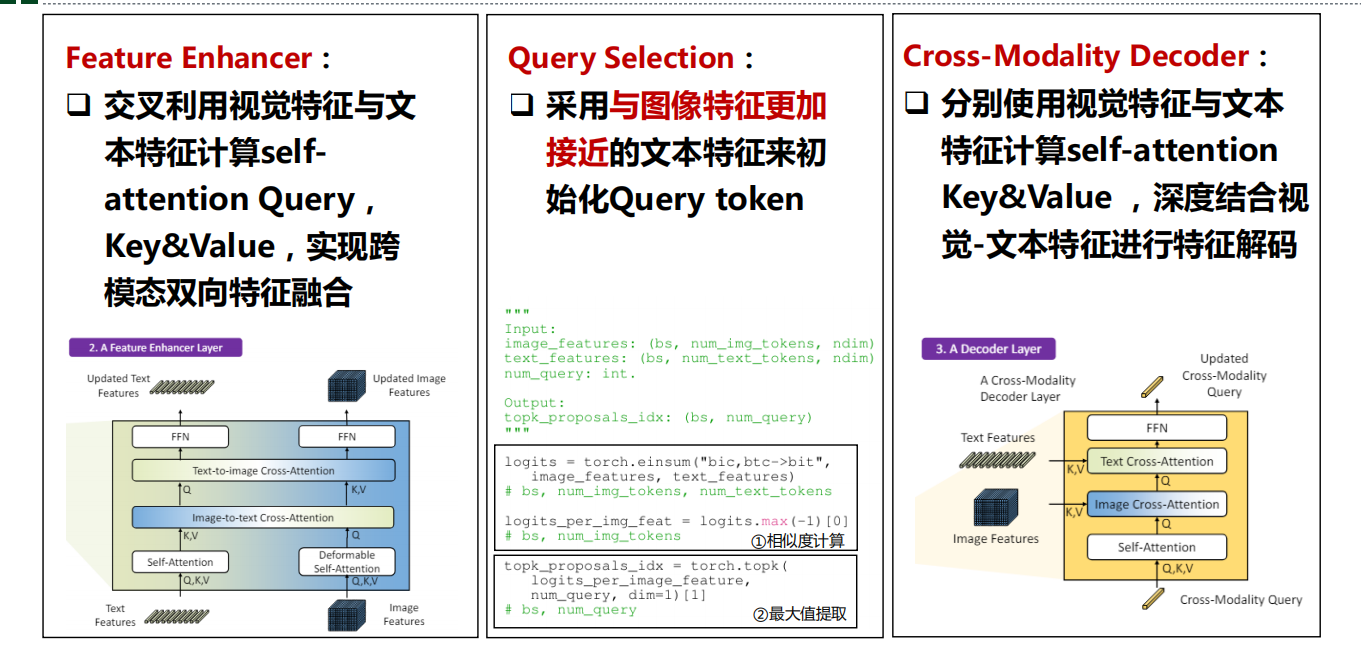 Feature Enhancer：
❑ 交叉利用视觉特征与文
本特征计算self-
attention Query，
Key&Value，实现跨
模态双向特征融合
2. A Feature Enhancer Layer
Updated Text
Features
Updated Image
Features
FFN
FFN
Text-to-image Cross-Attention
Q
K,V
Image-to-text Cross-Attention
K,V
Q
Self-Attention
Deformable
Self-Attention
Q,K,V
Q,K,V
Text
Features
Image
Features
Query Selection：
❑ 采用与图像特征更加
接近的文本特征来初
始化Query token
"""
Input:
image_features: (bs, num_img_tokens, ndim)
text_features: (bs, num_text_tokens, ndim)
num_query: int.
Output:
topk_proposals_idx: (bs, num_query)
"""
logits = torch.einsum("bic,btc->bit",
image_features, text_features)
# bs, num_img_tokens, num_text_tokens
logits_per_img_feat = logits.max(-1)[0]
# bs, num_img_tokens
①相似度计算
topk_proposals_idx = torch.topk(
logits_per_image_feature,
num_query, dim=1)[1]
# bs, num_query
②最大值提取
Cross-Modality Decoder：
❑ 分别使用视觉特征与文本
特征计算self-attention
Key&Value ，深度结合视
觉-文本特征进行特征解码
3. A Decoder Layer
A Cross-Modality
Decoder Layer
Updated
Cross-Modality
Query
FFN
Text Features
Text Cross-Attention
K,V
Q
Image Cross-Attention
K,V
Q
Image Features
Self-Attention
Q,K,V
Cross-Modality Query